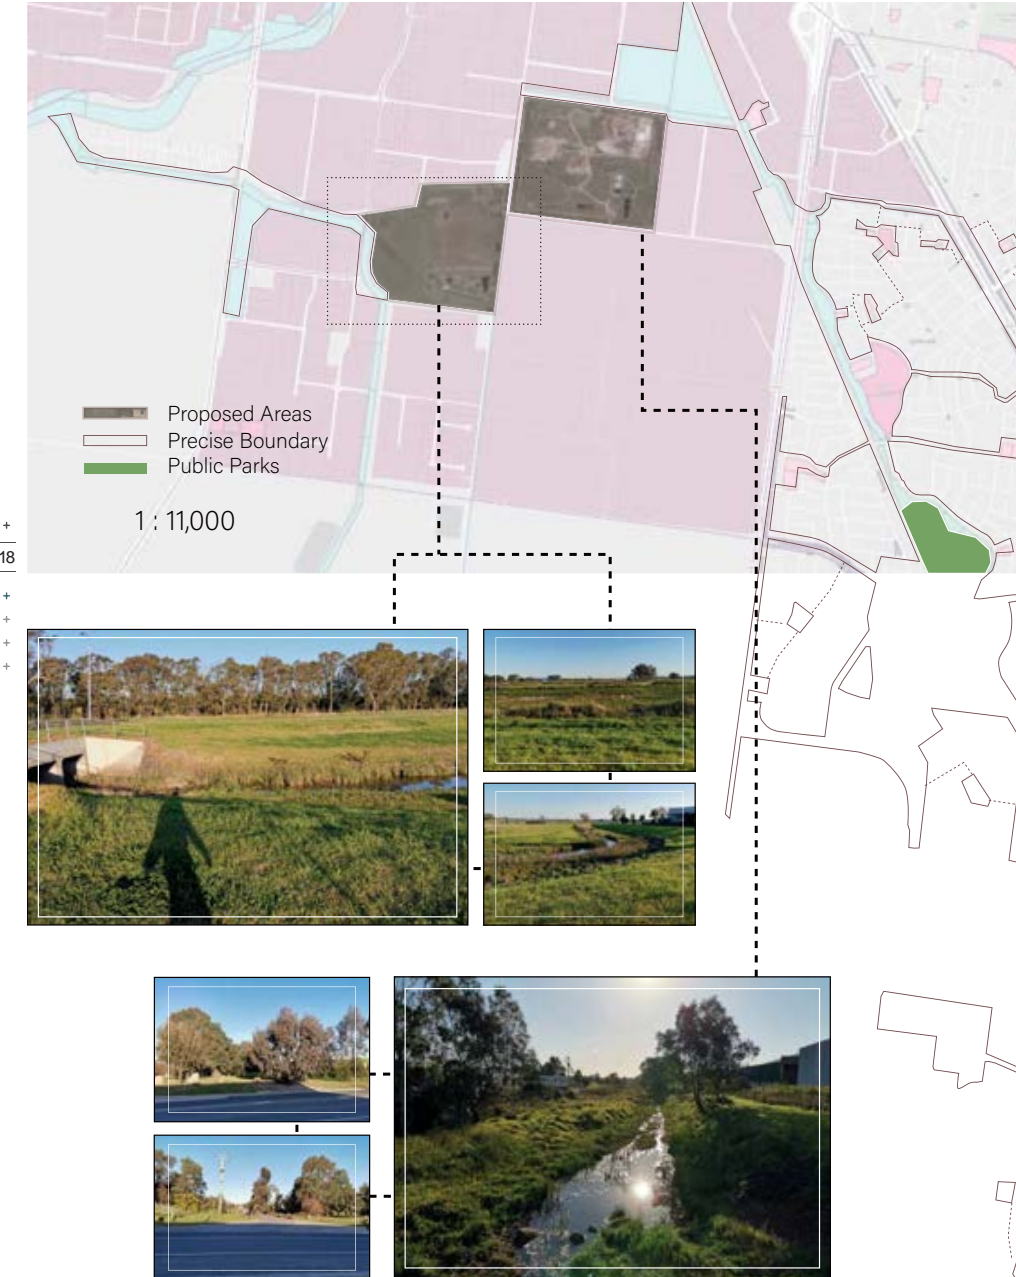 Proposed Areas
Precise Boundary
Public Parks
1 : 11,000
+
18
+
+
+
+